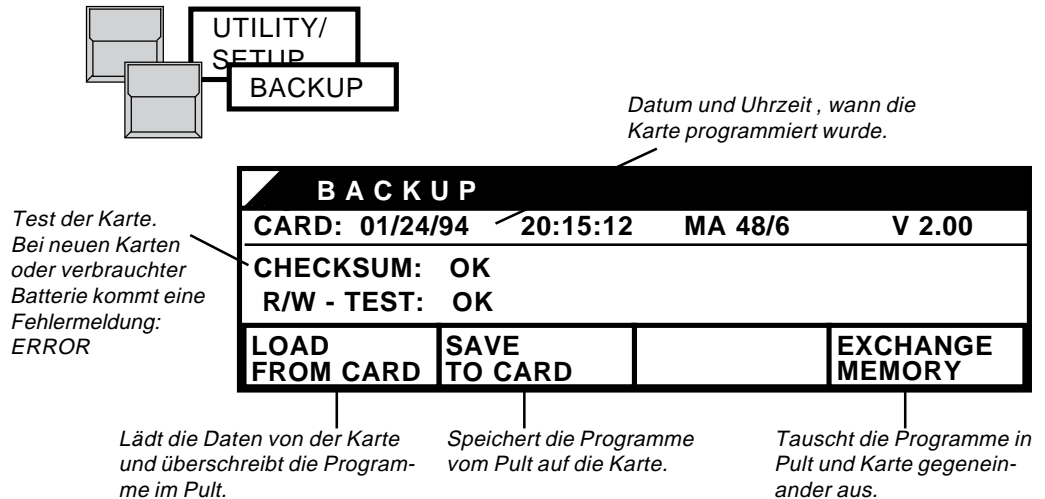 UTILITY/
SETUP
BACKUP
Datum und Uhrzeit , wann die
Karte programmiert wurde.
BACKUP
CARD: 01/24/94 20:15:12 MA 48/6 V 2.00
Test der Karte.
Bei neuen Karten
oder verbrauchter
Batterie kommt eine
Fehlermeldung:
ERROR
CHECKSUM: OK
R/W - TEST: OK
LOAD
FROM CARD
SAVE
TO CARD
EXCHANGE
MEMORY
Lädt die Daten von der Karte
und überschreibt die Program-
me im Pult.
Speichert die Programme
vom Pult auf die Karte.
Tauscht die Programme in
Pult und Karte gegenein-
ander aus.